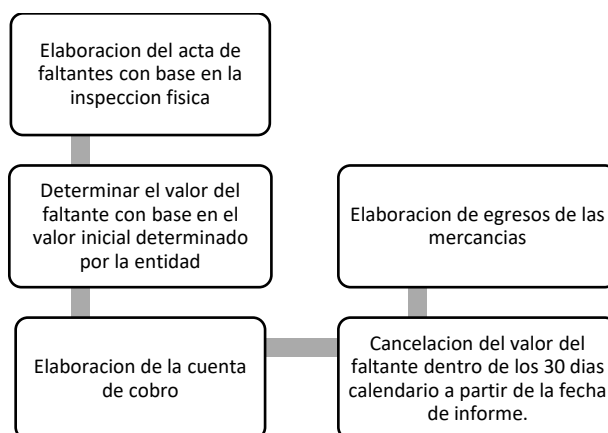 Elaboracion del acta de
faltantes con base en la
inspeccion fisica
Determinar el valor del
faltante con base en el
valor inicial determinado
por la entidad
Elaboracion de la cuenta
de cobro
Cancelacion del valor del
faltante dentro de los 30 dias
calendario a partir de la fecha
de informe.
Elaboracion de egresos de las
mercancias